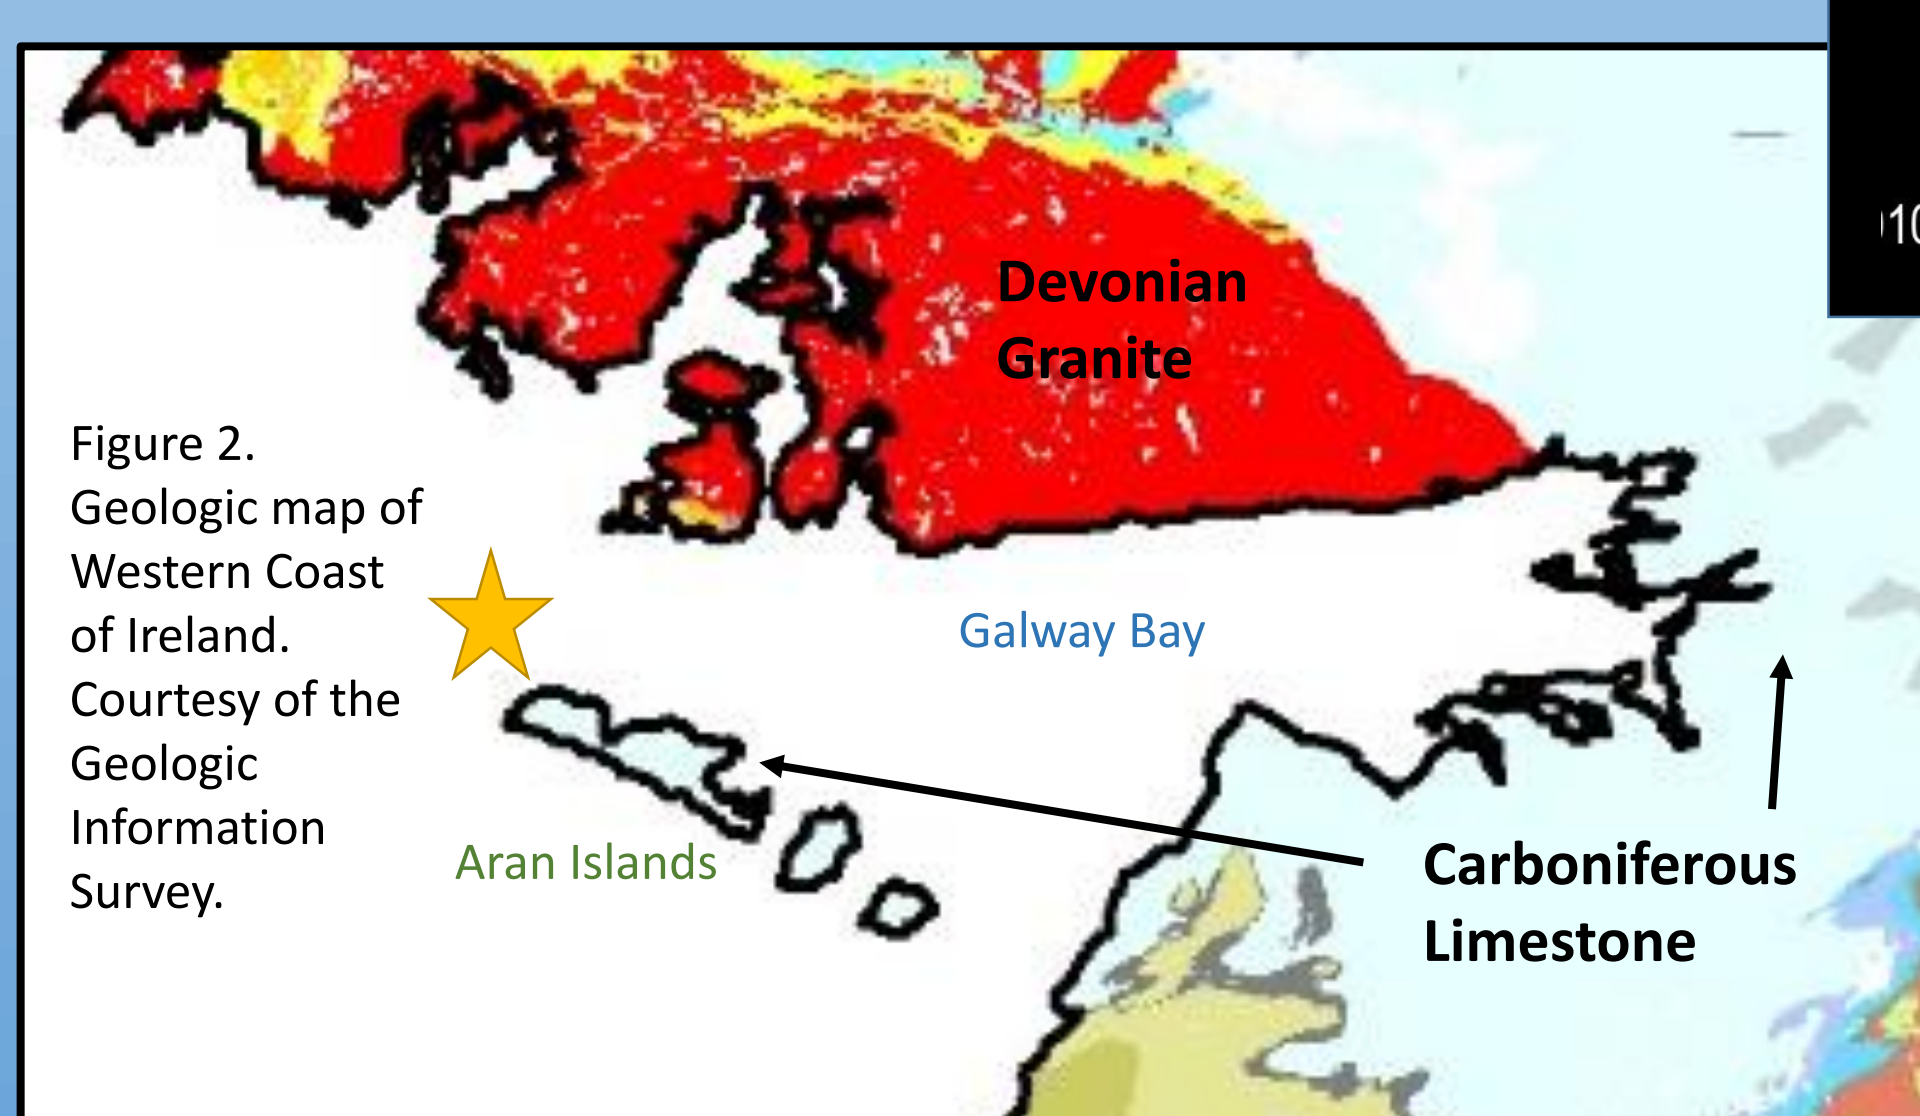 Devonian
Granite
Figure 2.
Geologic map of
Western Coast
of Ireland.
Courtesy of the
Geologic
Information
Survey.
Galway Bay
Aran Islands
Carboniferous
Limestone